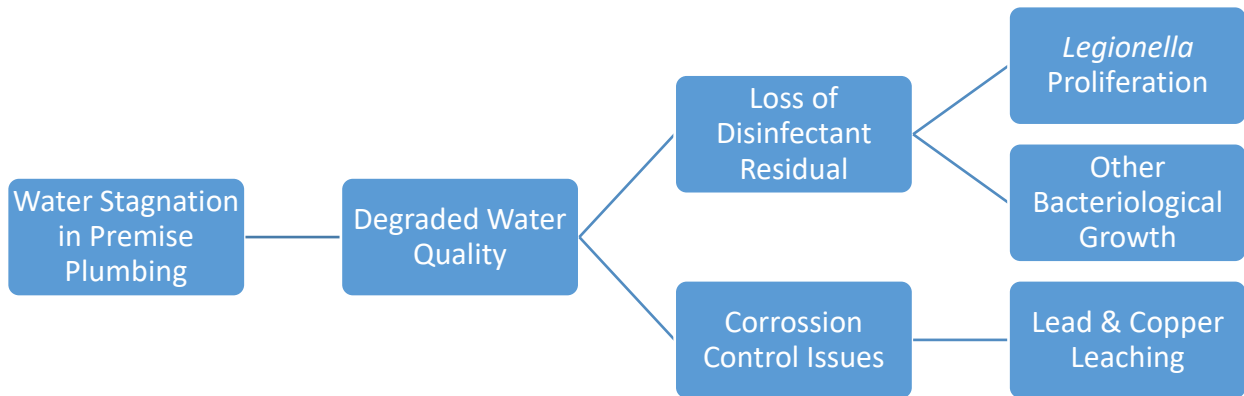 Water Stagnation
in Premise
Plumbing
Degraded Water
Quality
Loss of
Disinfectant
Residual
Legionella
Proliferation
Other
Bacteriological
Growth
Corrossion
Control Issues
Lead & Copper
Leaching